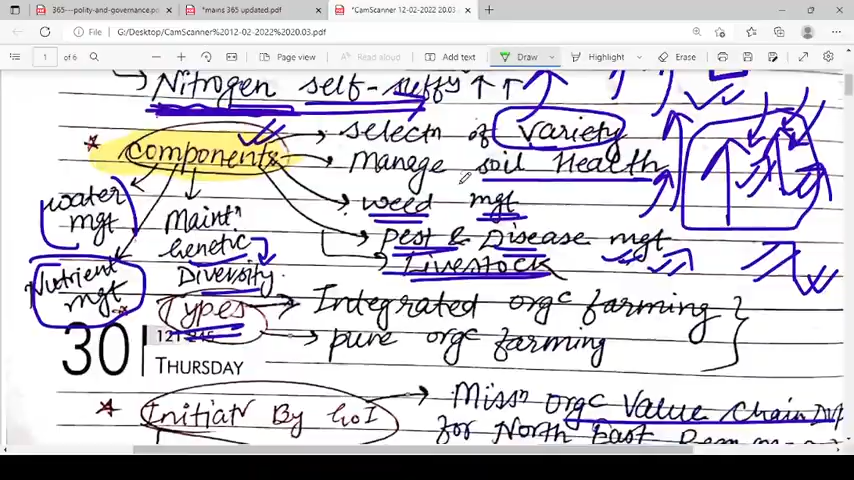 365---polity-and-governance.p
*mains 365 updated.pdf
*CamScanner 12-02-2022 20.03
G:/Desktop/CamScanner%2012-02-2022%2020.03.pdf
1 of 6
Page view
Read aloud
Add text
Draw
Highlight
Erase
Nitrogen self-suffy ↑ ↑
components
→ selectn of Variety
→ Manage soil Health
→ weed mgt
→ Pest & Disease mgt
→ Livestock
water
mgt
Maintn
Genetic
Diversity
Nutrient
mgt
Types → Integrated orgc farming
→ pure orgc farming
30
THURSDAY
Initiatv By GoI
→ Missn orgc Value Chain Dvt
for North East